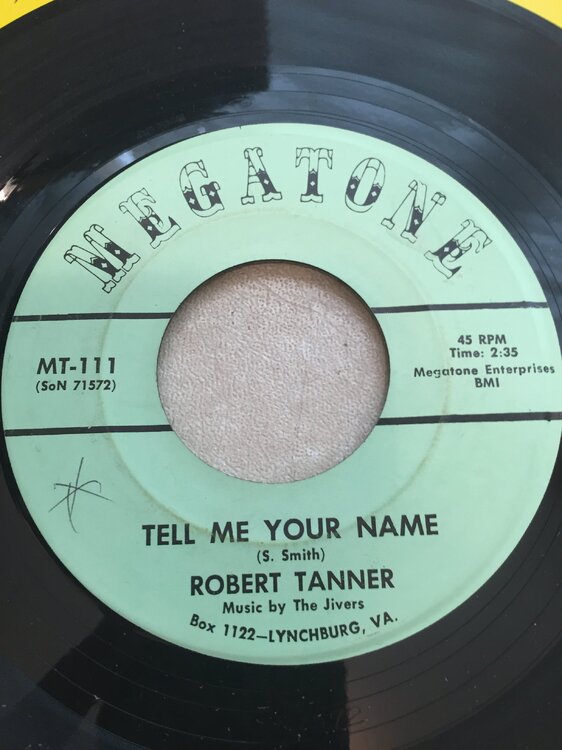 MEGATONE
MT-111
(SoN 71572)
45 RPM
Time: 2:35
Megatone Enterprises
BMI
TELL ME YOUR NAME
(S. Smith)
ROBERT TANNER
Music by The Jivers
Box 1122—LYNCHBURG, VA.